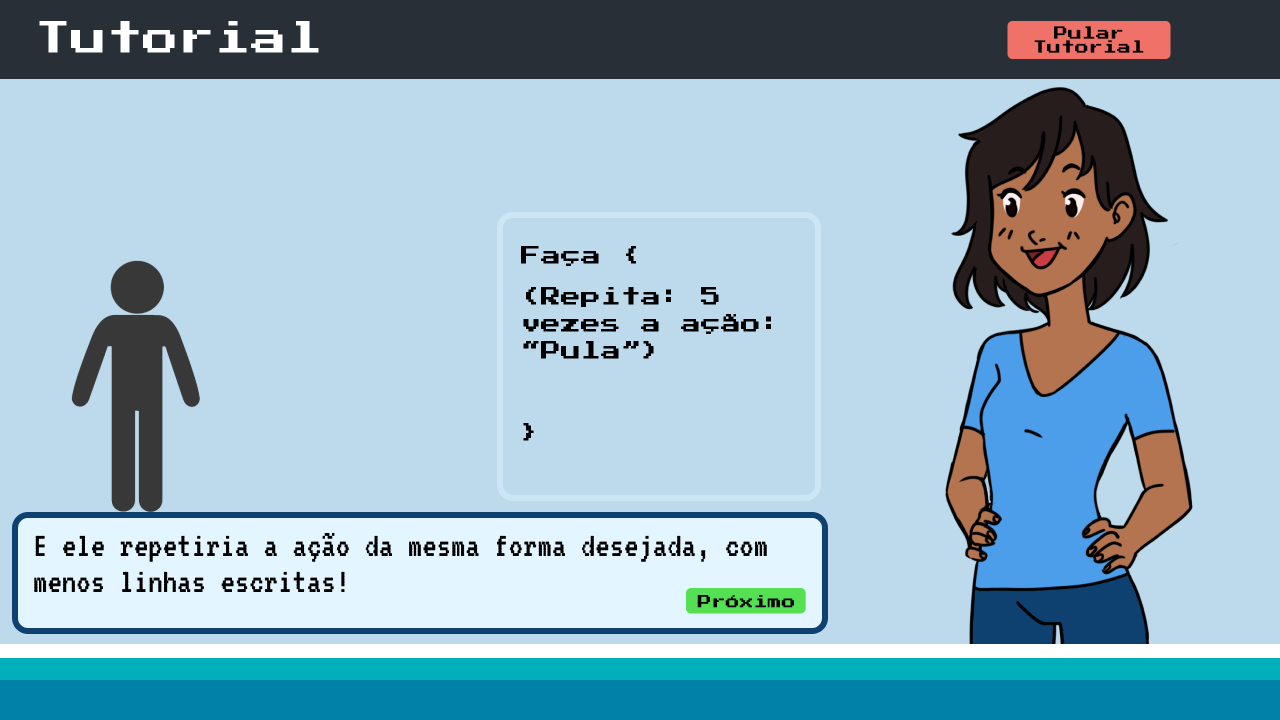 Tutorial
Pular
Tutorial
Faça {
(Repita: 5
vezes a ação:
“Pula”)
}
E ele repetiria a ação da mesma forma desejada, com
menos linhas escritas!
Próximo